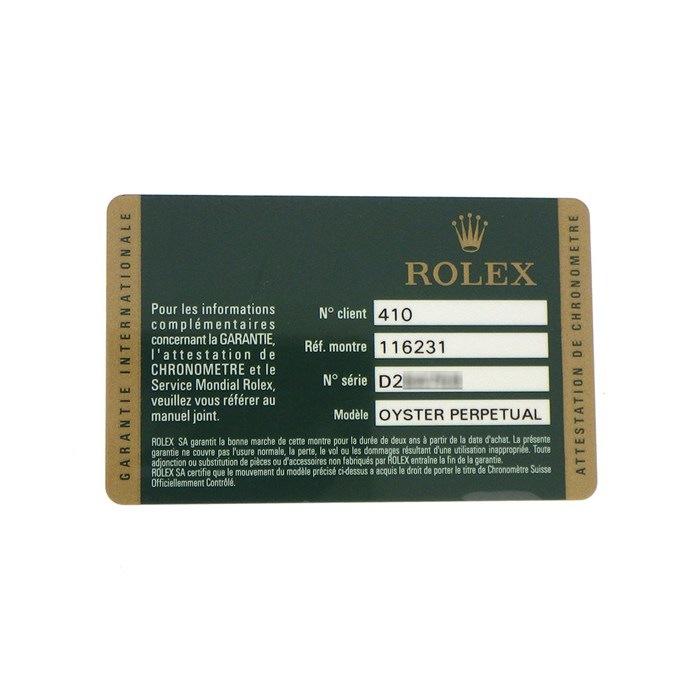 GARANTIE INTERNATIONALE
ROLEX
Pour les informations
complémentaires
concernant la GARANTIE,
l'attestation de
CHRONOMETRE et le
Service Mondial Rolex,
veuillez vous référer au
manuel joint.
N° client 410
Réf. montre 116231
N° série D2
Modèle OYSTER PERPETUAL
ROLEX SA garantit la bonne marche de cette montre pour la durée de deux ans à partir de la date d'achat. La présente
garantie ne couvre pas l'usure normale, la perte, le vol ou les dommages résultant d'une utilisation inappropriée. Toute
adjonction ou substitution de pièces ou d'accessoires non fabriqués par ROLEX entraîne la fin de la garantie.
ROLEX SA certifie que le mouvement du modèle précité ci-dessus a acquis le droit de porter le titre de Chronomètre Suisse
Officiellement Contrôlé.
ATTESTATION DE CHRONOMETRE